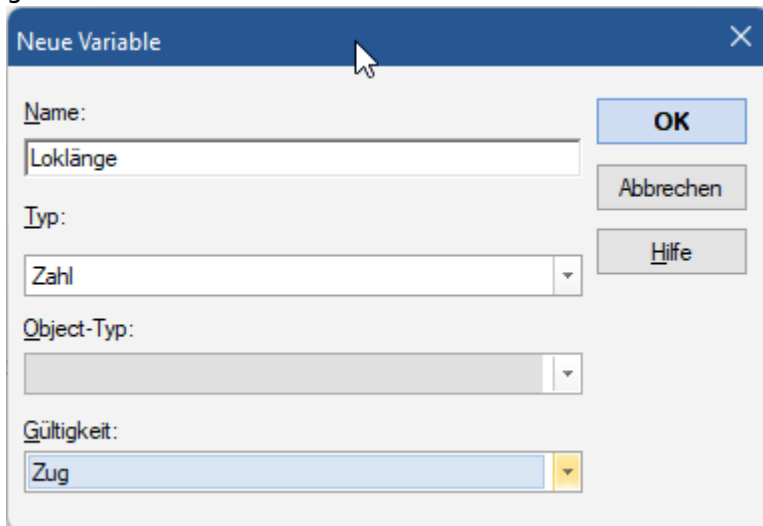 Neue Variable
Name:
OK
Loklänge
Abbrechen
Typ:
Hilfe
Zahl
Object-Typ:
Gültigkeit:
Zug